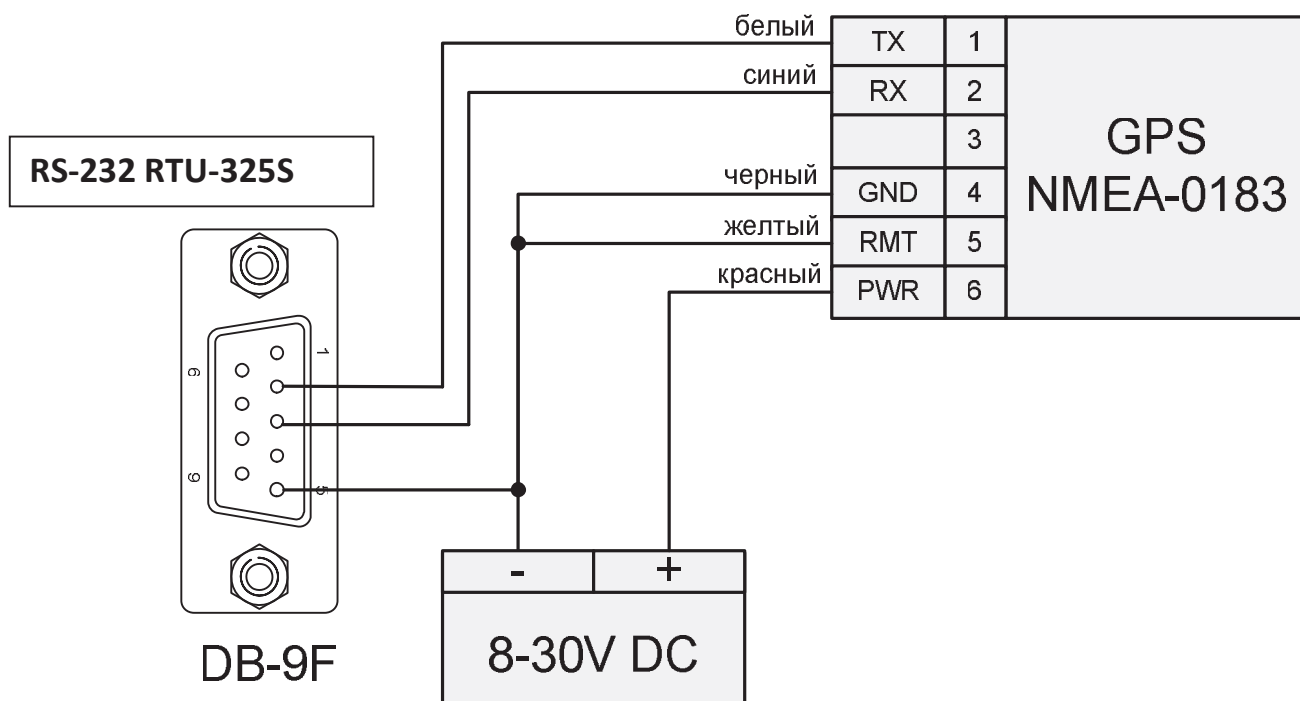 белый
TX 1
синий
RX 2
3
черный
GND 4
желтый
RMT 5
красный
PWR 6
GPS
NMEA-0183
RS-232 RTU-325S
1
6
9
5
DB-9F
- +
8-30V DC